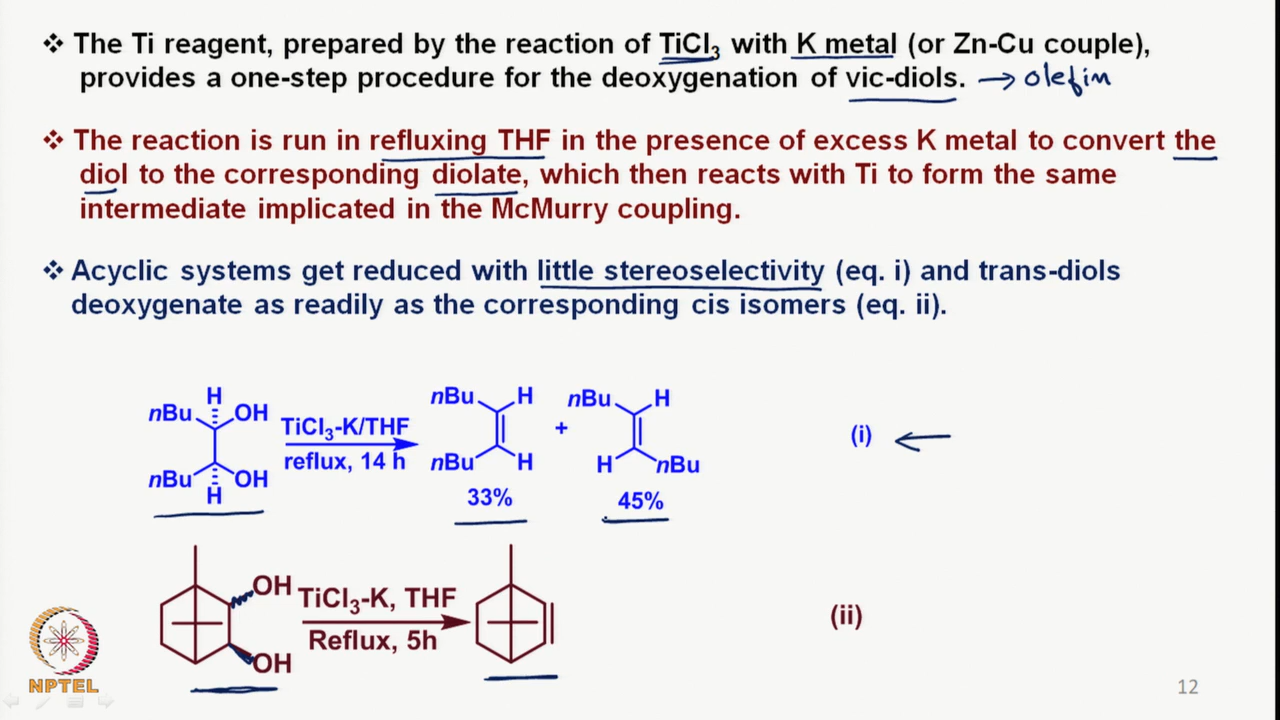 ❖ The Ti reagent, prepared by the reaction of TiCl₃ with K metal (or Zn-Cu couple),
provides a one-step procedure for the deoxygenation of vic-diols. → olefin
❖ The reaction is run in refluxing THF in the presence of excess K metal to convert the
diol to the corresponding diolate, which then reacts with Ti to form the same
intermediate implicated in the McMurry coupling.
❖ Acyclic systems get reduced with little stereoselectivity (eq. i) and trans-diols
deoxygenate as readily as the corresponding cis isomers (eq. ii).
H
nBu OH
nBu OH
H
TiCl₃-K/THF
reflux, 14 h
nBu H
nBu H
33%
+
nBu H
H nBu
45%
(i)
OH
OH
TiCl₃-K, THF
Reflux, 5h
(ii)
NPTEL
12